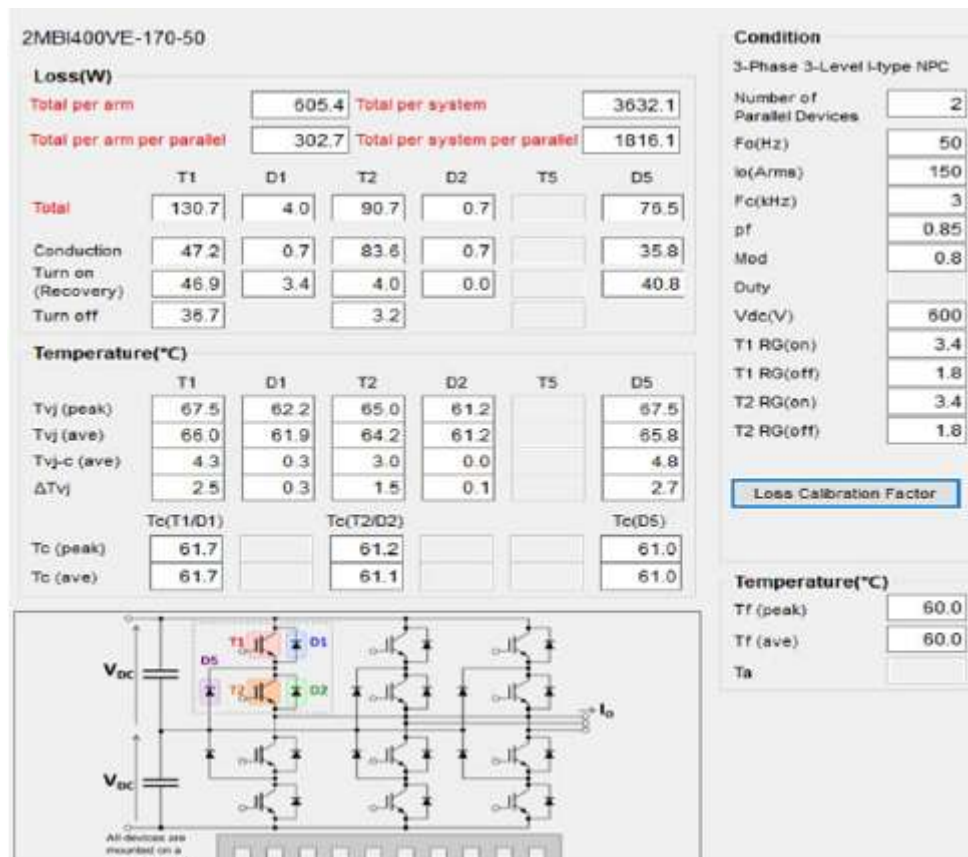 2MBI400VE-170-50
Loss(W)
Total per arm 605.4 Total per system 3632.1
Total per arm per parallel 302.7 Total per system per parallel 1816.1
T1 D1 T2 D2 T5 D5
Total 130.7 4.0 90.7 0.7 76.5
Conduction 47.2 0.7 83.6 0.7 35.8
Turn on
(Recovery) 46.9 3.4 4.0 0.0 40.8
Turn off 36.7 3.2
Temperature(°C)
T1 D1 T2 D2 T5 D5
Tvj (peak) 67.5 62.2 65.0 61.2 67.5
Tvj (ave) 66.0 61.9 64.2 61.2 65.8
Tvj-c (ave) 4.3 0.3 3.0 0.0 4.8
ΔTvj 2.5 0.3 1.5 0.1 2.7
Tc(T1/D1) Tc(T2/D2) Tc(D5)
Tc (peak) 61.7 61.2 61.0
Tc (ave) 61.7 61.1 61.0
T1 D1
D5
VDC
T2 D2
Io
VDC
All devices are
mounted on a
Condition
3-Phase 3-Level I-type NPC
Number of
Parallel Devices 2
Fo(Hz) 50
Io(Arms) 150
Fc(kHz) 3
pf 0.85
Mod 0.8
Duty
Vdc(V) 600
T1 RG(on) 3.4
T1 RG(off) 1.8
T2 RG(on) 3.4
T2 RG(off) 1.8
Loss Calibration Factor
Temperature(°C)
Tf (peak) 60.0
Tf (ave) 60.0
Ta